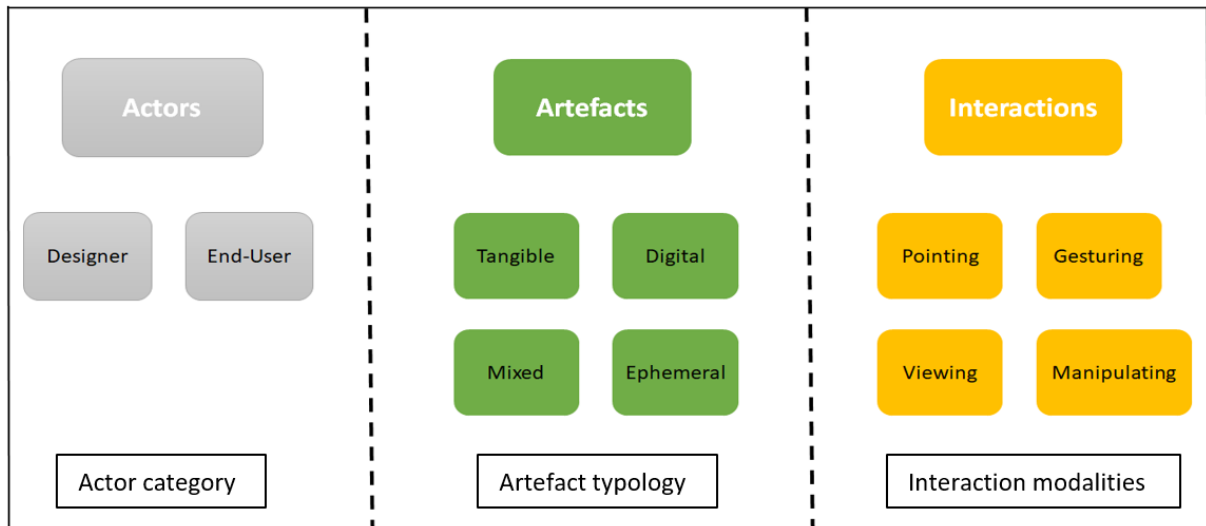 Actors
Artefacts
Interactions
Designer
End-User
Tangible
Digital
Pointing
Gesturing
Mixed
Ephemeral
Viewing
Manipulating
Actor category
Artefact typology
Interaction modalities